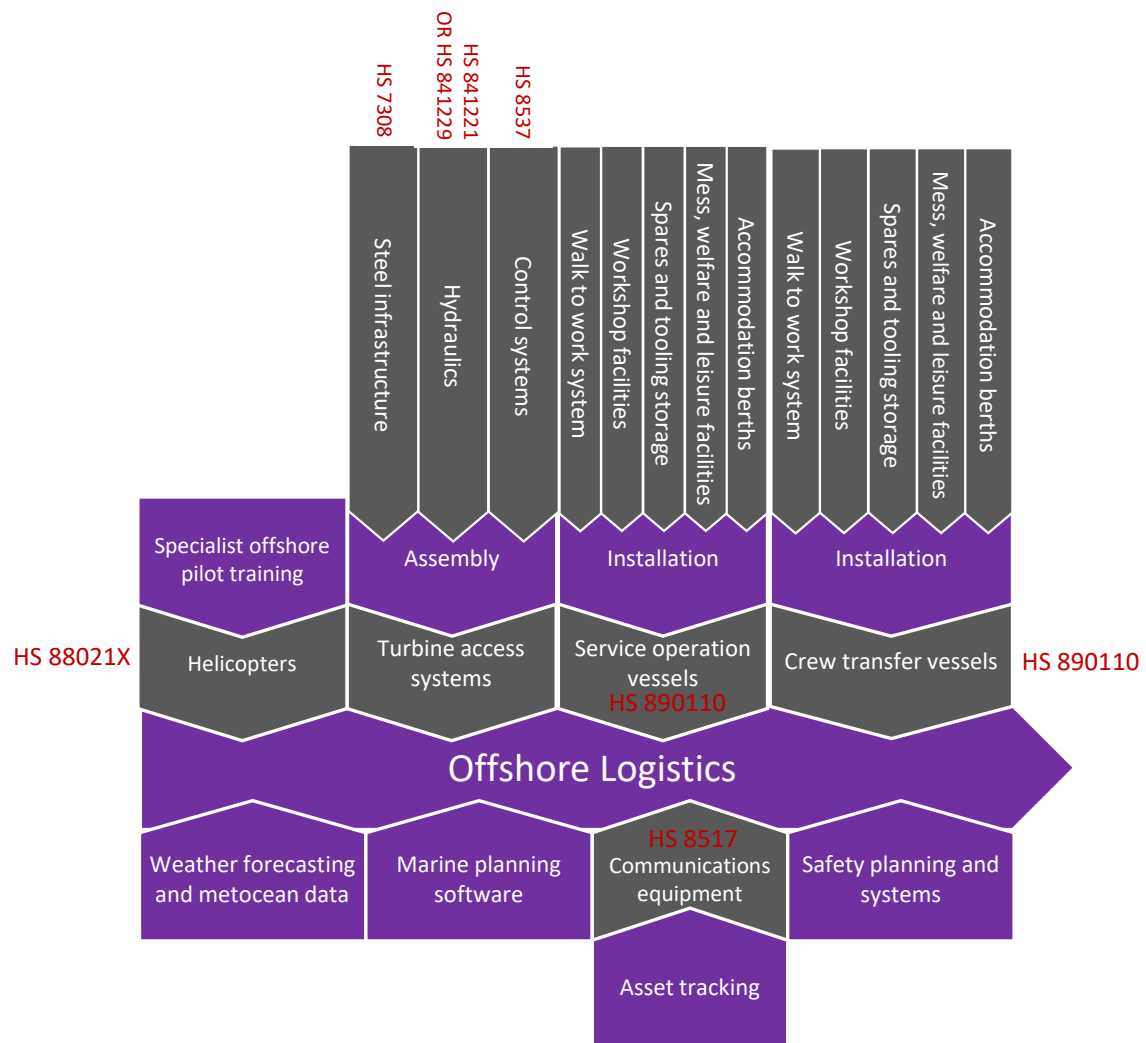 HS 7308
HS 841221
OR HS 841229
HS 8537
Steel infrastructure
Hydraulics
Control systems
Walk to work system
Workshop facilities
Spares and tooling storage
Mess, welfare and leisure facilities
Accommodation berths
Walk to work system
Workshop facilities
Spares and tooling storage
Mess, welfare and leisure facilities
Accommodation berths
Specialist offshore
pilot training
Assembly
Installation
Installation
HS 88021X
Helicopters
Turbine access
systems
Service operation
vessels
HS 890110
Crew transfer vessels
HS 890110
Offshore Logistics
Weather forecasting
and metocean data
Marine planning
software
HS 8517
Communications
equipment
Safety planning and
systems
Asset tracking